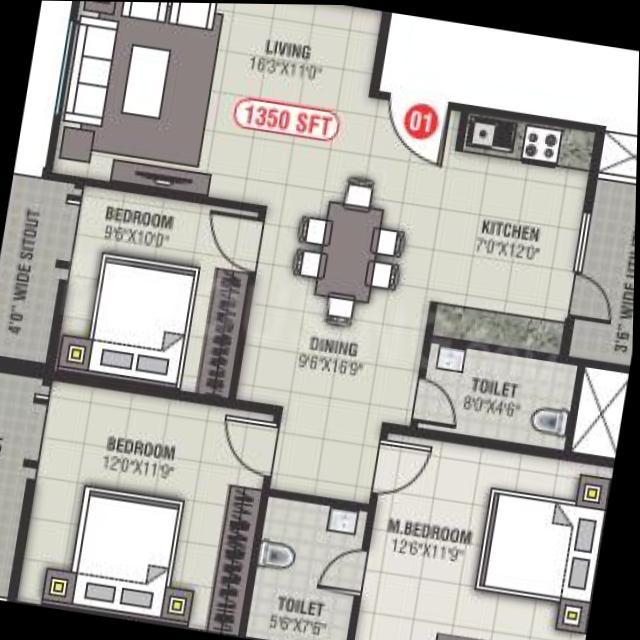 LIVING
16'3"X11'0"
1350 SFT
01
BEDROOM
9'6"X10'0"
KITCHEN
7'0"X12'0"
4'0" WIDE SITOUT
DINING
9'6"X16'9"
TOILET
8'0"X4'6"
BEDROOM
12'0"X11'9"
M.BEDROOM
12'6"X11'9"
TOILET
5'6"X7'6"
3'6" WIDE